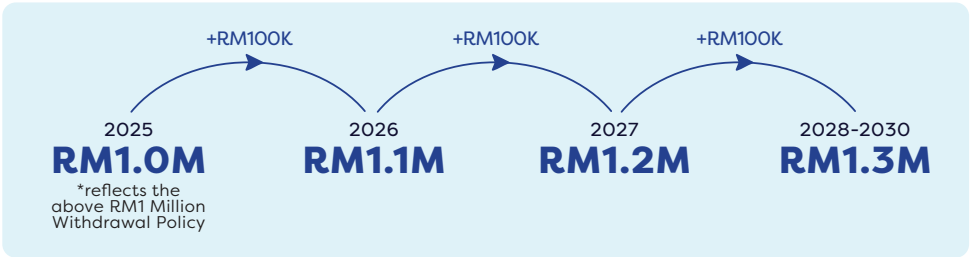 +RM100K
+RM100K
+RM100K
2025
RM1.0M
*reflects the
above RM1 Million
Withdrawal Policy
2026
RM1.1M
2027
RM1.2M
2028-2030
RM1.3M